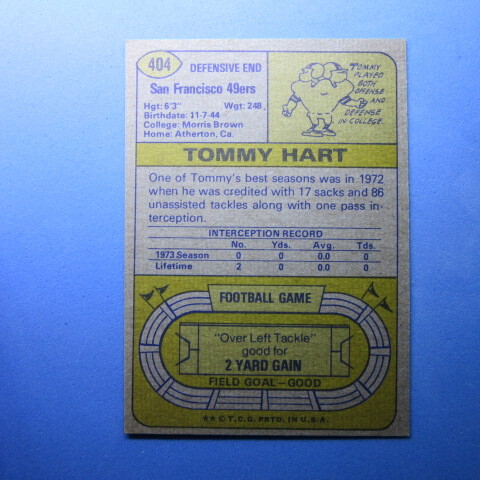 404
DEFENSIVE END
San Francisco 49ers
Hgt: 6'3" Wgt: 248
Birthdate: 11-7-44
College: Morris Brown
Home: Atherton, Ca.
TOMMY
PLAYED
BOTH
OFFENSE
AND
DEFENSE
IN COLLEGE.
TOMMY HART
One of Tommy's best seasons was in 1972
when he was credited with 17 sacks and 86
unassisted tackles along with one pass in-
terception.
INTERCEPTION RECORD
No. Yds. Avg. Tds.
1973 Season 0 0 0.0 0
Lifetime 2 0 0.0 0
FOOTBALL GAME
"Over Left Tackle"
good for
2 YARD GAIN
FIELD GOAL—GOOD
★★ © T.C.G. PRTD. IN U.S.A.